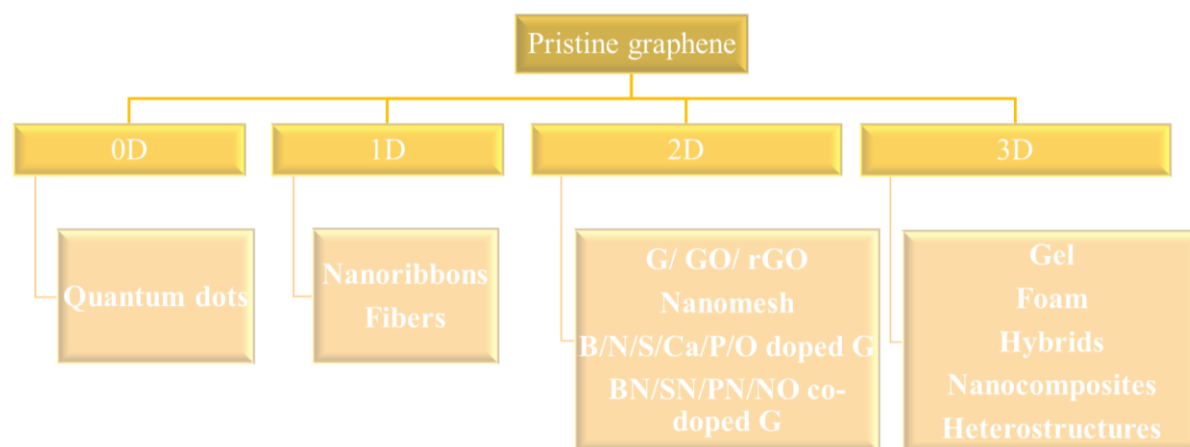 Pristine graphene
0D
1D
2D
3D
Quantum dots
Nanoribbons
Fibers
G/ GO/ rGO
Nanomesh
B/N/S/Ca/P/O doped G
BN/SN/PN/NO co-
doped G
Gel
Foam
Hybrids
Nanocomposites
Heterostructures